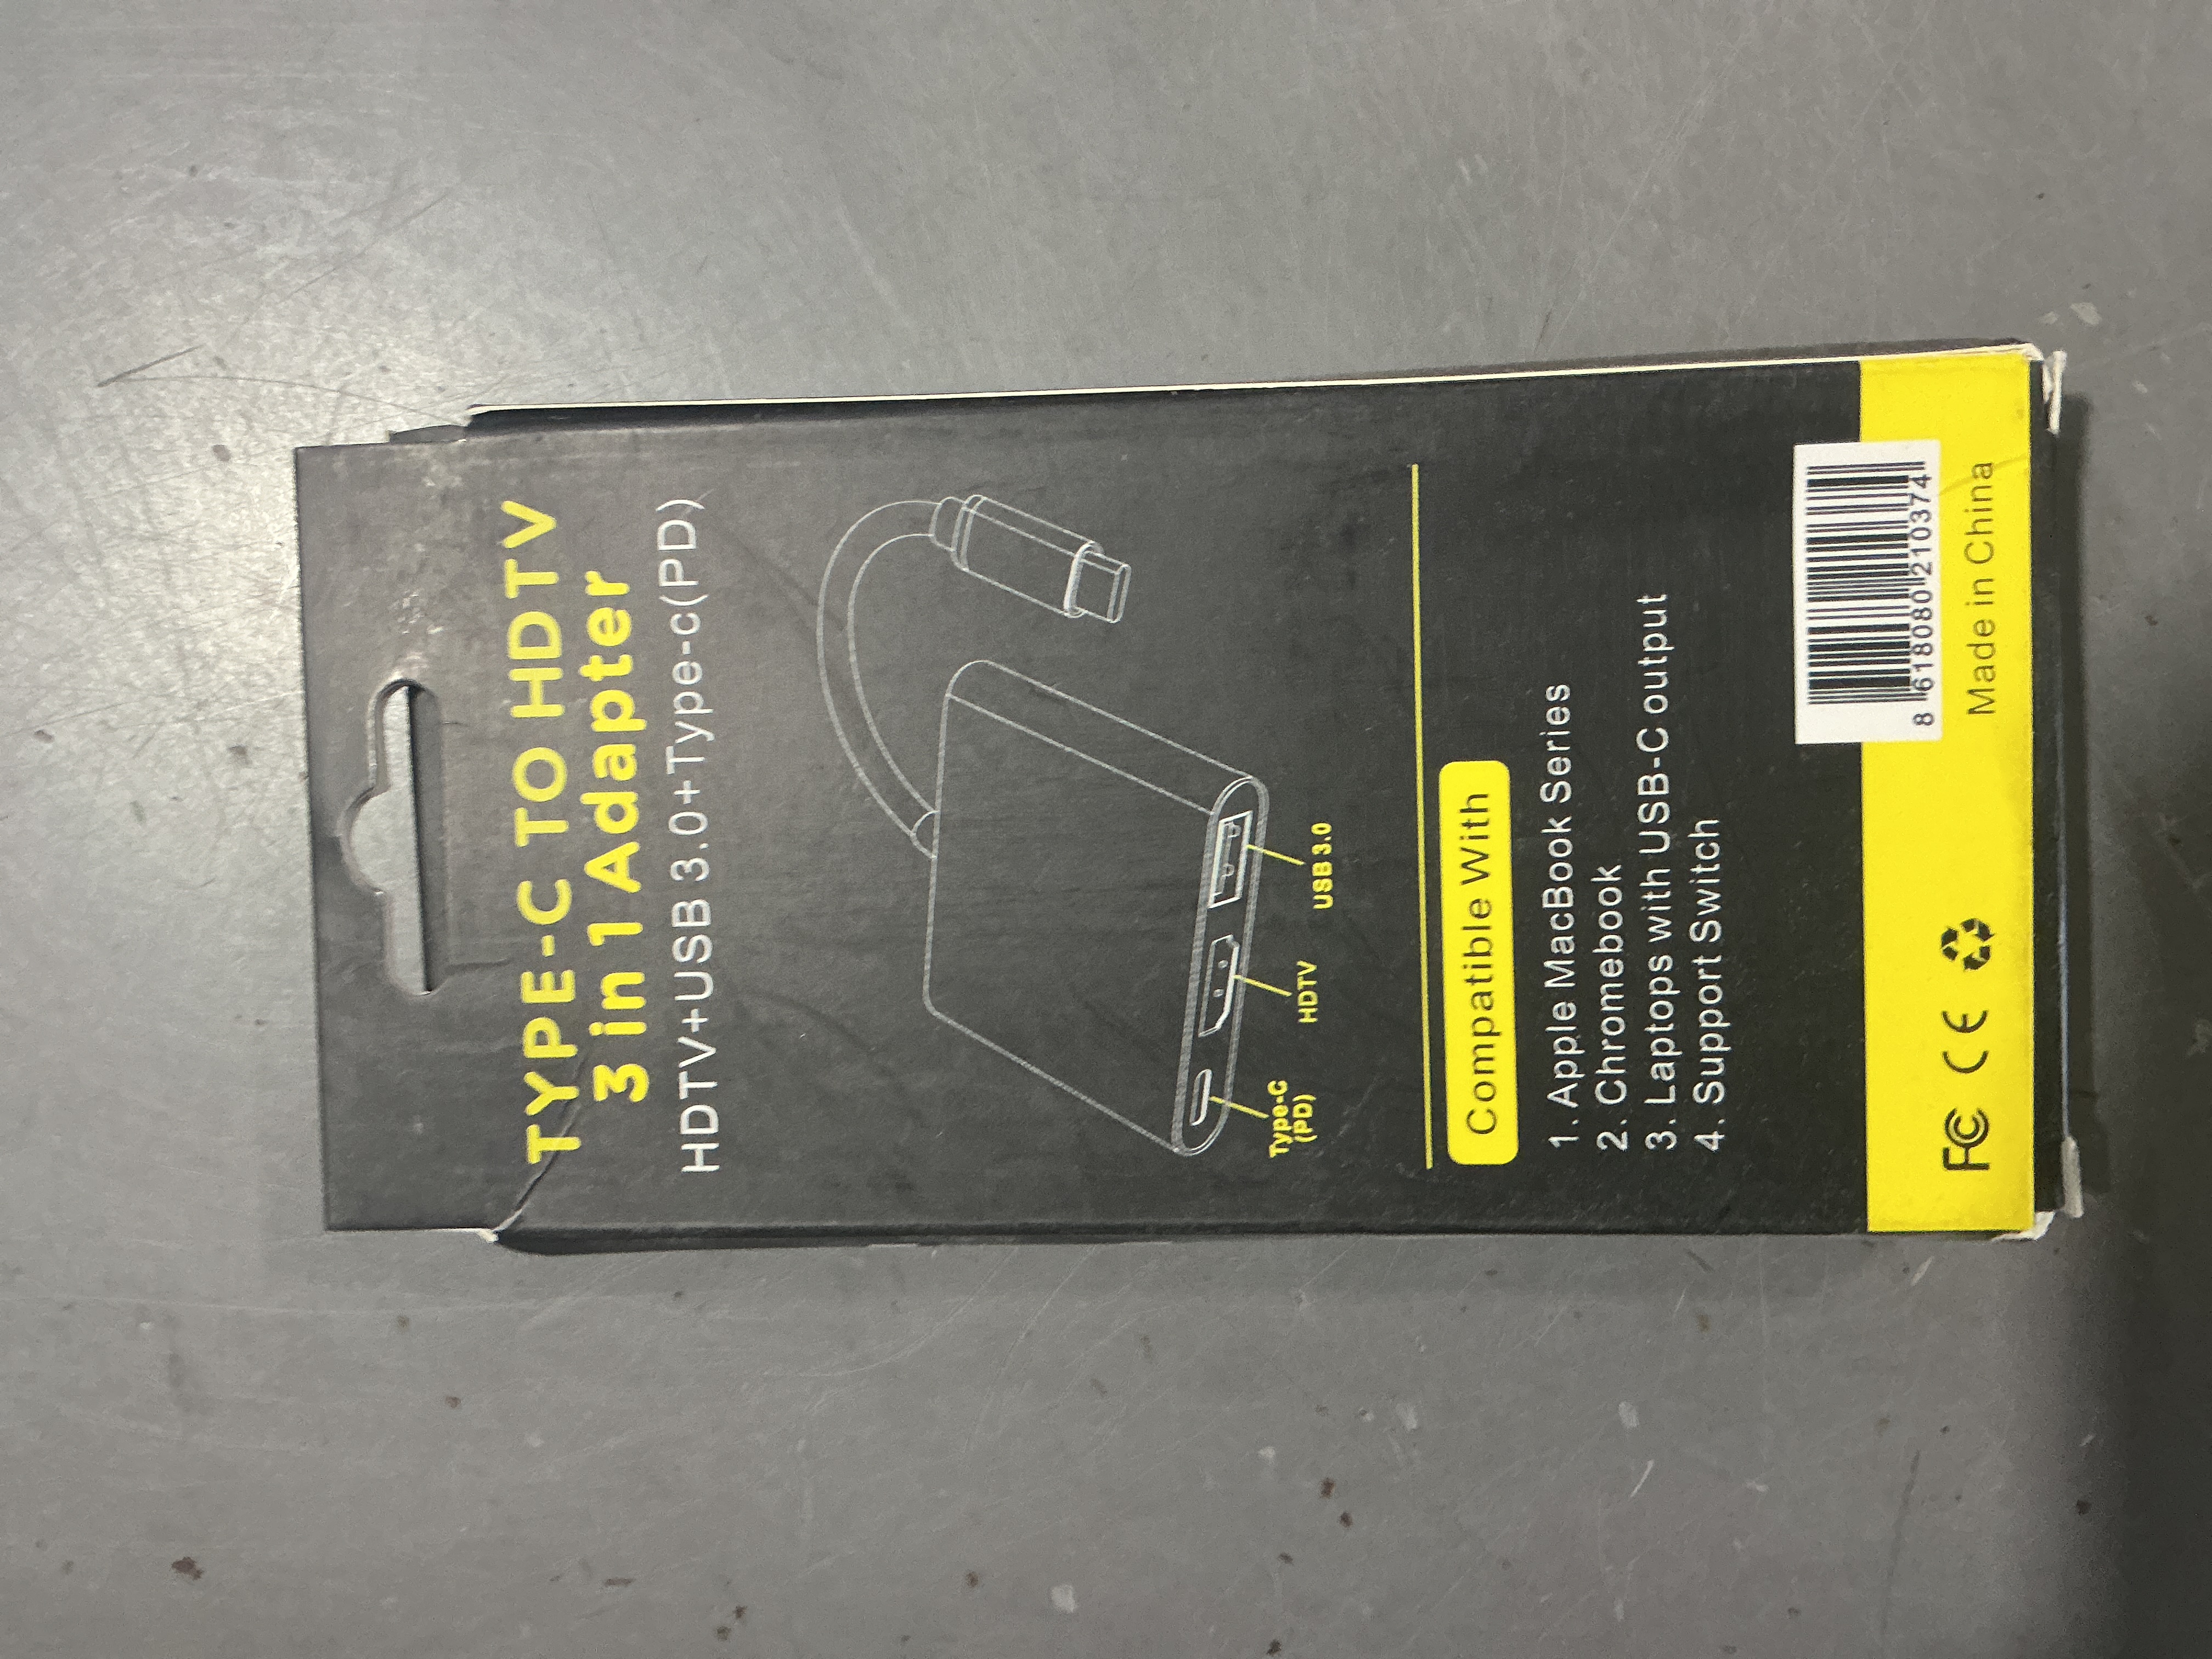 TYPE-C TO HDTV
3 in 1 Adapter
HDTV+USB 3.0+Type-c(PD)
Type-C
(PD)
HDTV
USB 3.0
Compatible With
1. Apple MacBook Series
2. Chromebook
3. Laptops with USB-C output
4. Support Switch
8 618080 210374
FC CE
Made in China